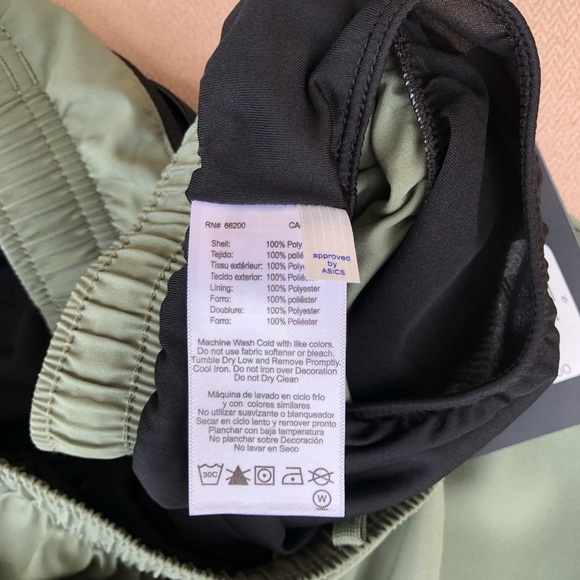 RN# 66200 CA
approved
by
ASICS
Shell: 100% Poly
Tejido: 100% polié
Tissu extérieur: 100% Poly
Tecido exterior: 100% Polié
Lining: 100% Polyester
Forro: 100% Poliéster
Doublure: 100% Polyester
Forro: 100% Poliéster
Machine Wash Cold with like colors.
Do not use fabric softener or bleach.
Tumble Dry Low and Remove Promptly.
Cool Iron. Do not iron over Decoration
Do not Dry Clean
Máquina de lavado en ciclo frío
y con colores similares
No utilizar suavizante o blanqueador
Secar en ciclo lento y remover pronto
Planchar con baja temperatura
No planchar sobre Decoración
No lavar en Seco
30C
W